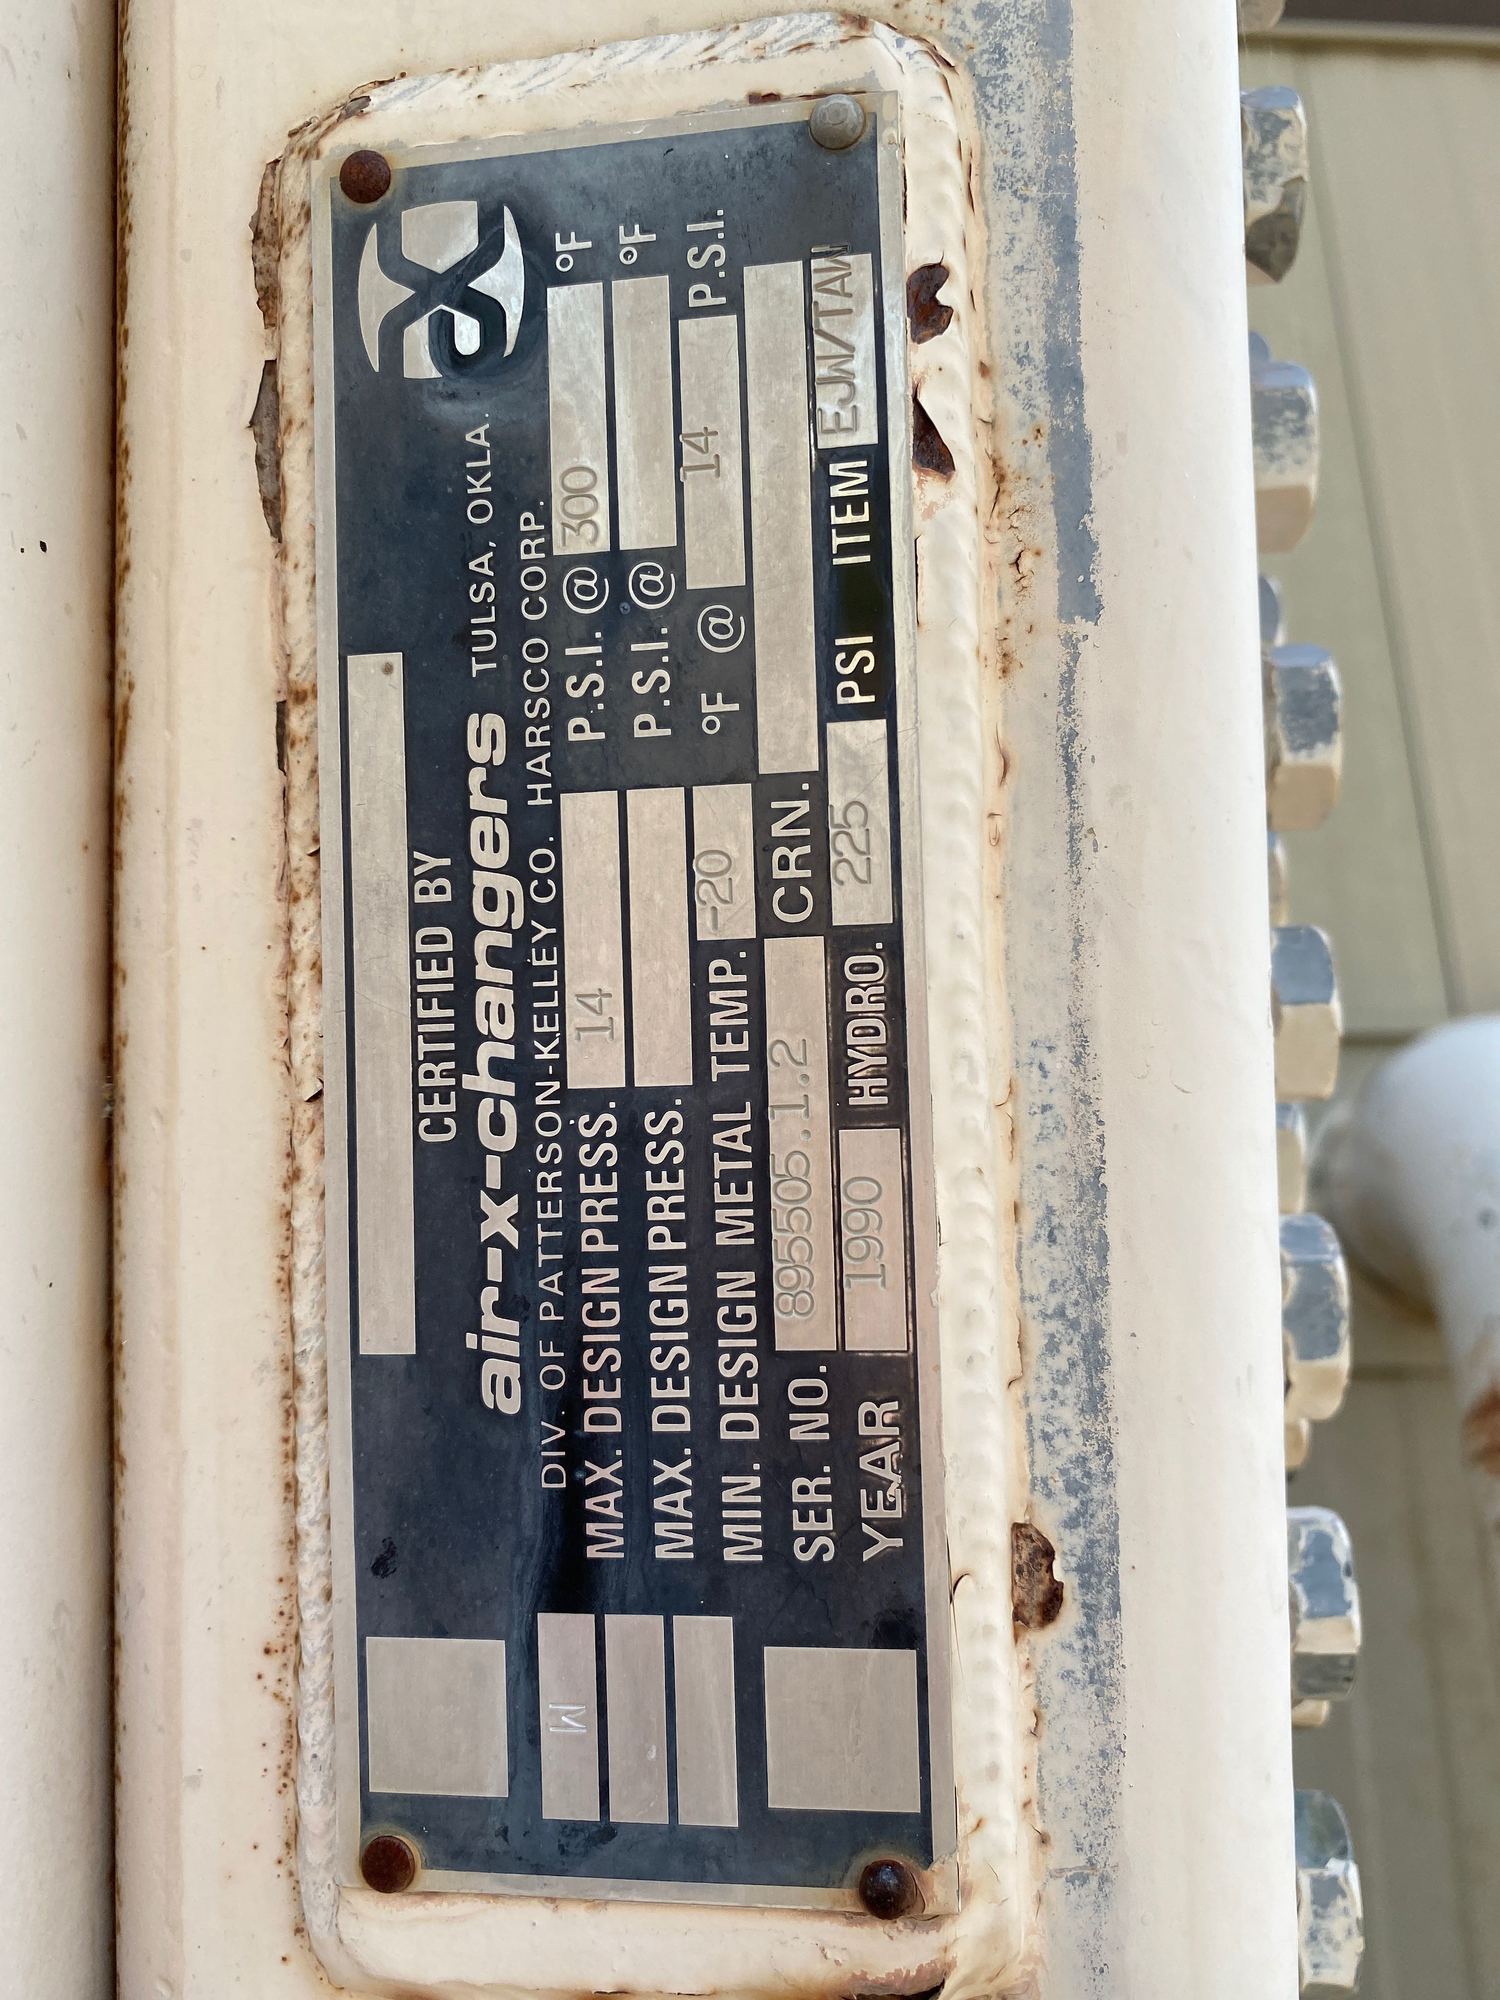 CERTIFIED BY
air-x-changers TULSA, OKLA.
DIV. OF PATTERSON-KELLEY CO. HARSCO CORP.
W MAX. DESIGN PRESS. 14 P.S.I. @ 300 °F
MAX. DESIGN PRESS. P.S.I. @ °F
MIN. DESIGN METAL TEMP. -20 °F @ 14 P.S.I.
SER. NO. 895505.1.2 CRN.
YEAR 1990 HYDRO. 225 PSI ITEM EJW/TAW